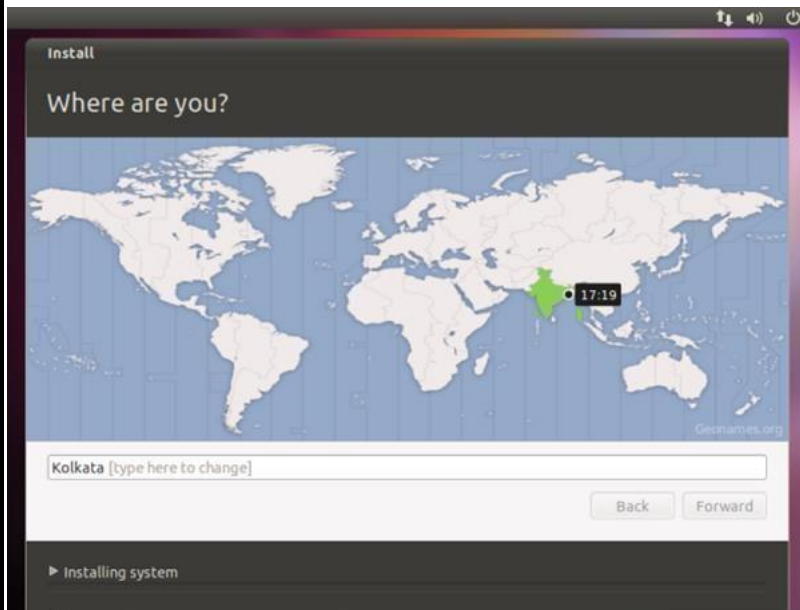 Install
Where are you?
17:19
Geonames.org
Kolkata [type here to change]
Back Forward
Installing system